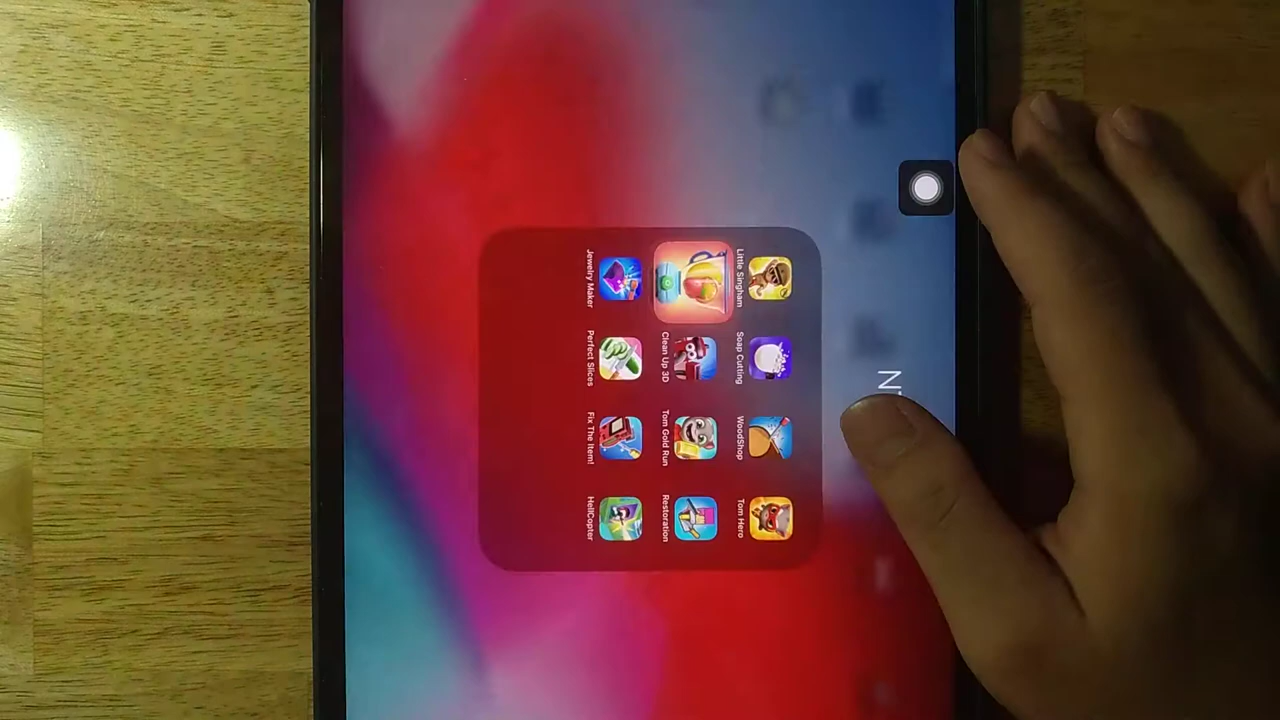 Little Singham
Soap Cutting
WoodShop
Tom Hero
Clean Up 3D
Tom Gold Run
Restoration
Jewelry Maker
Perfect Slices
Fix The Item!
HellCopter